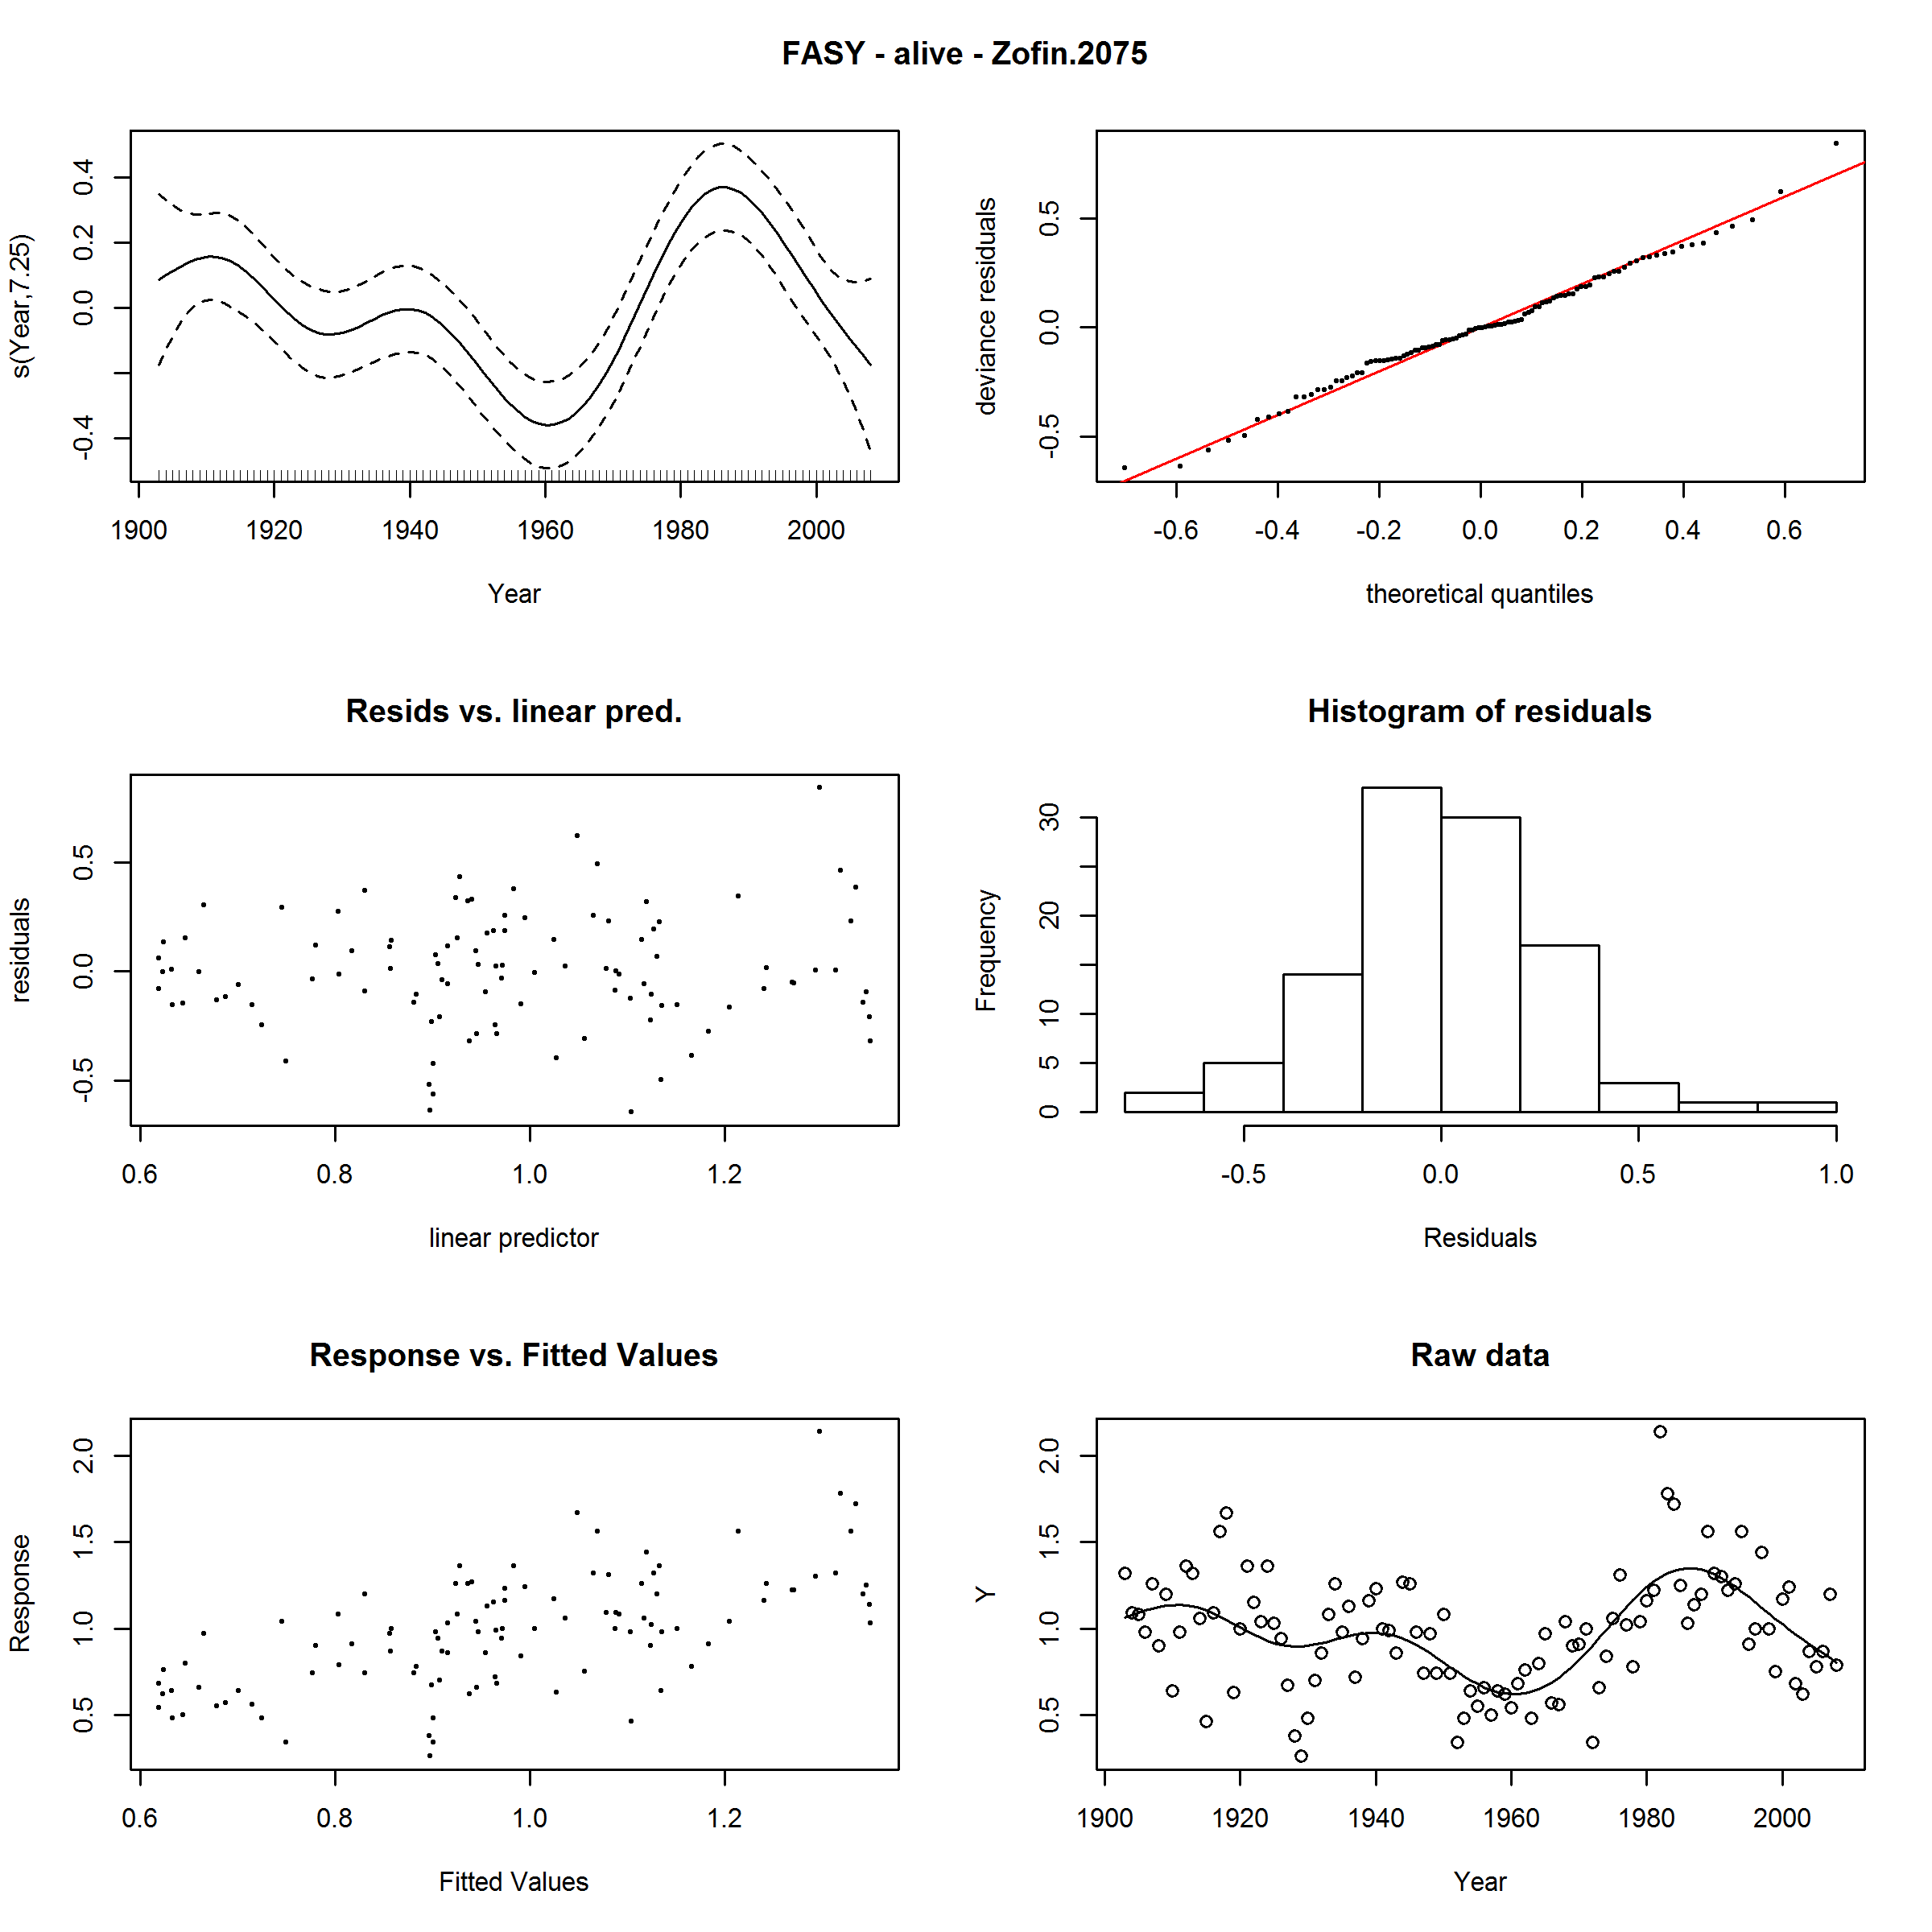 FASY - alive - Zofin.2075
s(Year,7.25)
-0.4 0.0 0.2 0.4
1900 1920 1940 1960 1980 2000
Year
deviance residuals
-0.5 0.0 0.5
-0.6 -0.4 -0.2 0.0 0.2 0.4 0.6
theoretical quantiles
Resids vs. linear pred.
residuals
-0.5 0.0 0.5
0.6 0.8 1.0 1.2
linear predictor
Histogram of residuals
Frequency
0 5 10 20 30
-0.5 0.0 0.5 1.0
Residuals
Response vs. Fitted Values
Response
0.5 1.0 1.5 2.0
0.6 0.8 1.0 1.2
Fitted Values
Raw data
Y
0.5 1.0 1.5 2.0
1900 1920 1940 1960 1980 2000
Year